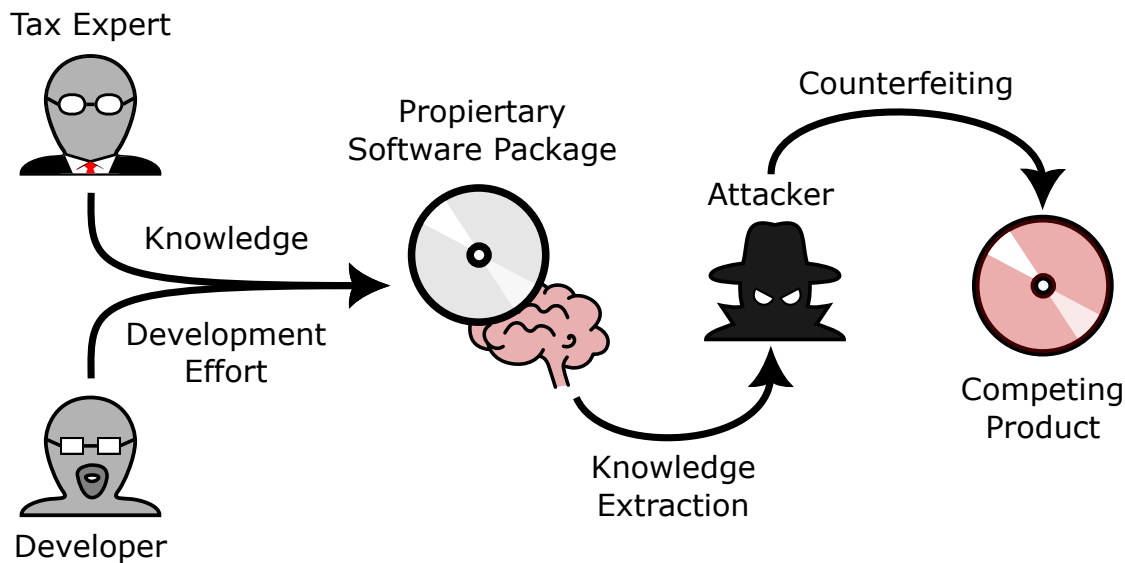 Tax Expert
Knowledge
Development
Effort
Developer
Propiertary
Software Package
Knowledge
Extraction
Attacker
Counterfeiting
Competing
Product